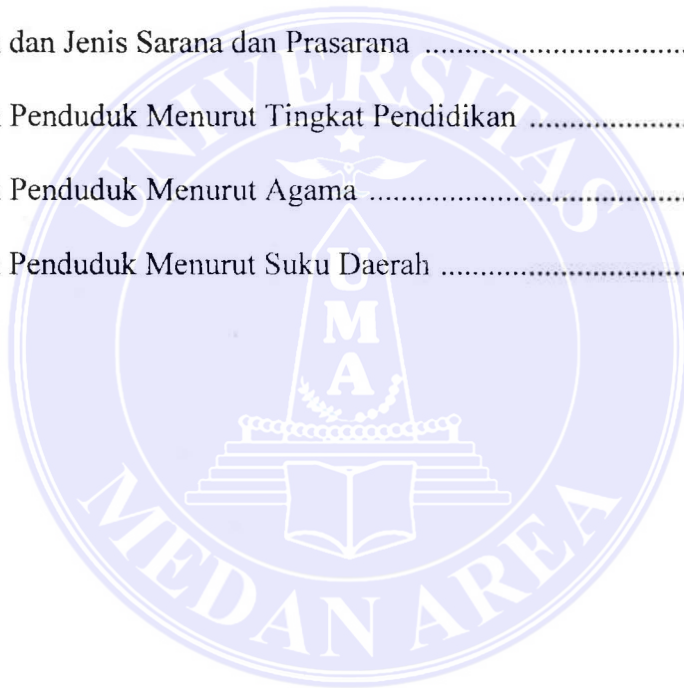 dan Jenis Sarana dan Prasarana ................................
Penduduk Menurut Tingkat Pendidikan ...................
Penduduk Menurut Agama .......................................
Penduduk Menurut Suku Daerah ..............................
UNIVERSITAS
UMA
MEDAN AREA